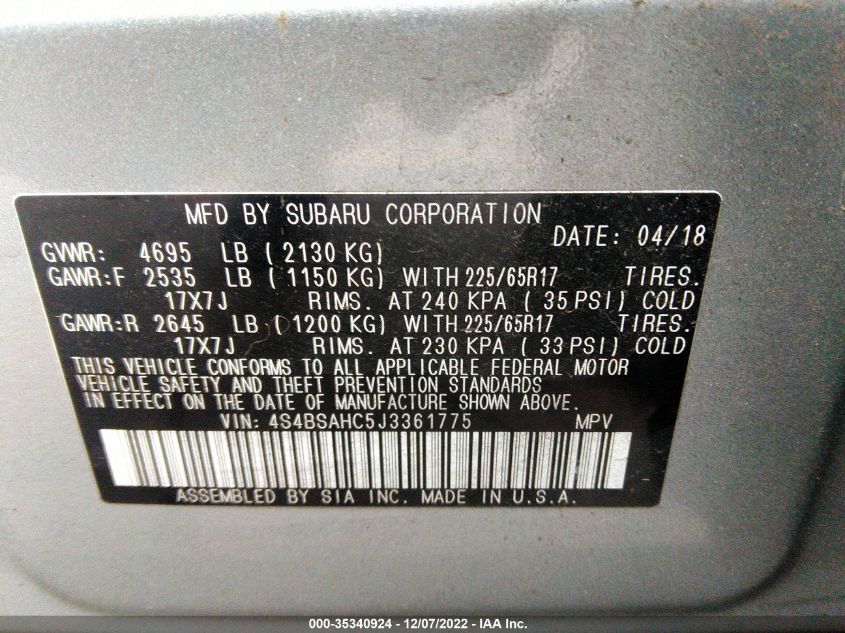 MFD BY SUBARU CORPORATION
DATE: 04/18
GVWR: 4695 LB (2130 KG)
GAWR:F 2535 LB (1150 KG) WITH 225/65R17 TIRES.
17X7J RIMS. AT 240 KPA (35 PSI) COLD
GAWR:R 2645 LB (1200 KG) WITH 225/65R17 TIRES.
17X7J RIMS. AT 230 KPA (33 PSI) COLD
THIS VEHICLE CONFORMS TO ALL APPLICABLE FEDERAL MOTOR
VEHICLE SAFETY AND THEFT PREVENTION STANDARDS
IN EFFECT ON THE DATE OF MANUFACTURE SHOWN ABOVE.
VIN: 4S4BSAHC5J3361775 MPV
ASSEMBLED BY SIA INC. MADE IN U.S.A.
000-35340924 - 12/07/2022 - IAA Inc.